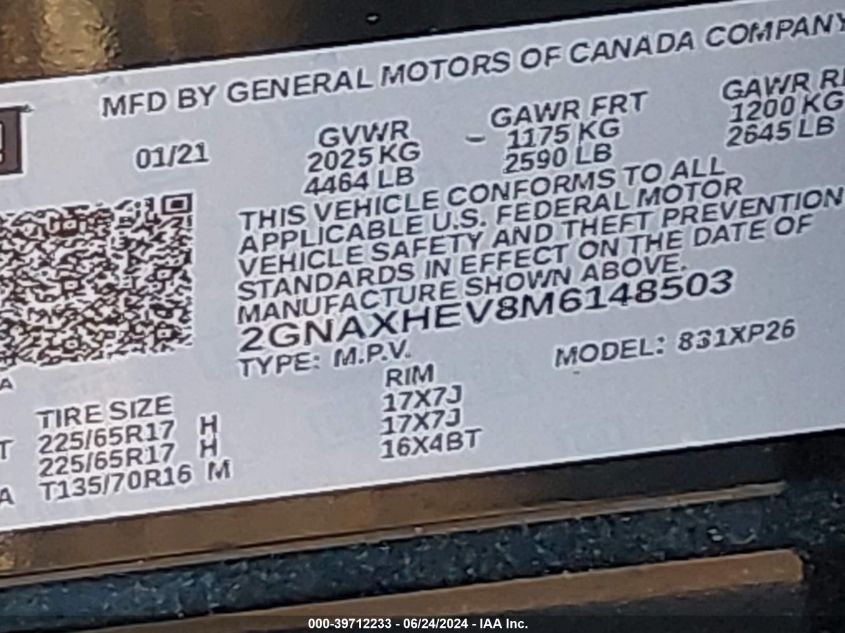 MFD BY GENERAL MOTORS OF CANADA COMPANY
01/21
GVWR
2025 KG
4464 LB
GAWR FRT
- 1175 KG
2590 LB
GAWR
1200 KG
2645 LB
THIS VEHICLE CONFORMS TO ALL
APPLICABLE U.S. FEDERAL MOTOR
VEHICLE SAFETY AND THEFT PREVENTION
STANDARDS IN EFFECT ON THE DATE OF
MANUFACTURE SHOWN ABOVE.
2GNAXHEV8M6148503
TYPE: M.P.V. MODEL: 831XP26
TIRE SIZE RIM
225/65R17 H 17X7J
225/65R17 H 17X7J
T135/70R16 M 16X4BT
000-39712233 - 06/24/2024 - IAA Inc.